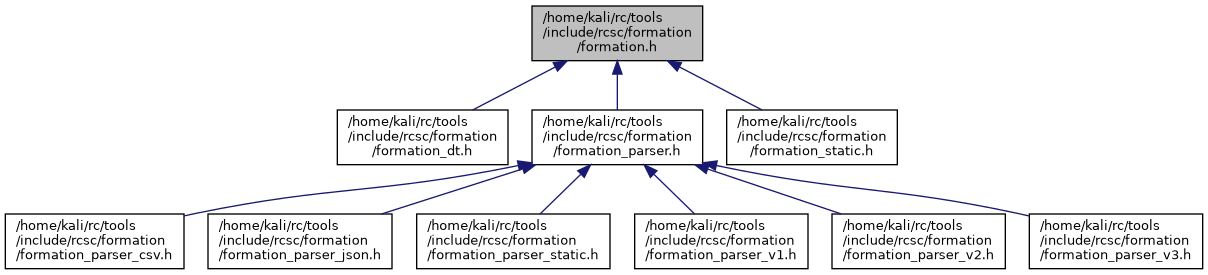 /home/kali/rc/tools
/include/rcsc/formation
/formation.h
/home/kali/rc/tools
/include/rcsc/formation
/formation_dt.h
/home/kali/rc/tools
/include/rcsc/formation
/formation_parser.h
/home/kali/rc/tools
/include/rcsc/formation
/formation_static.h
/home/kali/rc/tools
/include/rcsc/formation
/formation_parser_csv.h
/home/kali/rc/tools
/include/rcsc/formation
/formation_parser_json.h
/home/kali/rc/tools
/include/rcsc/formation
/formation_parser_static.h
/home/kali/rc/tools
/include/rcsc/formation
/formation_parser_v1.h
/home/kali/rc/tools
/include/rcsc/formation
/formation_parser_v2.h
/home/kali/rc/tools
/include/rcsc/formation
/formation_parser_v3.h